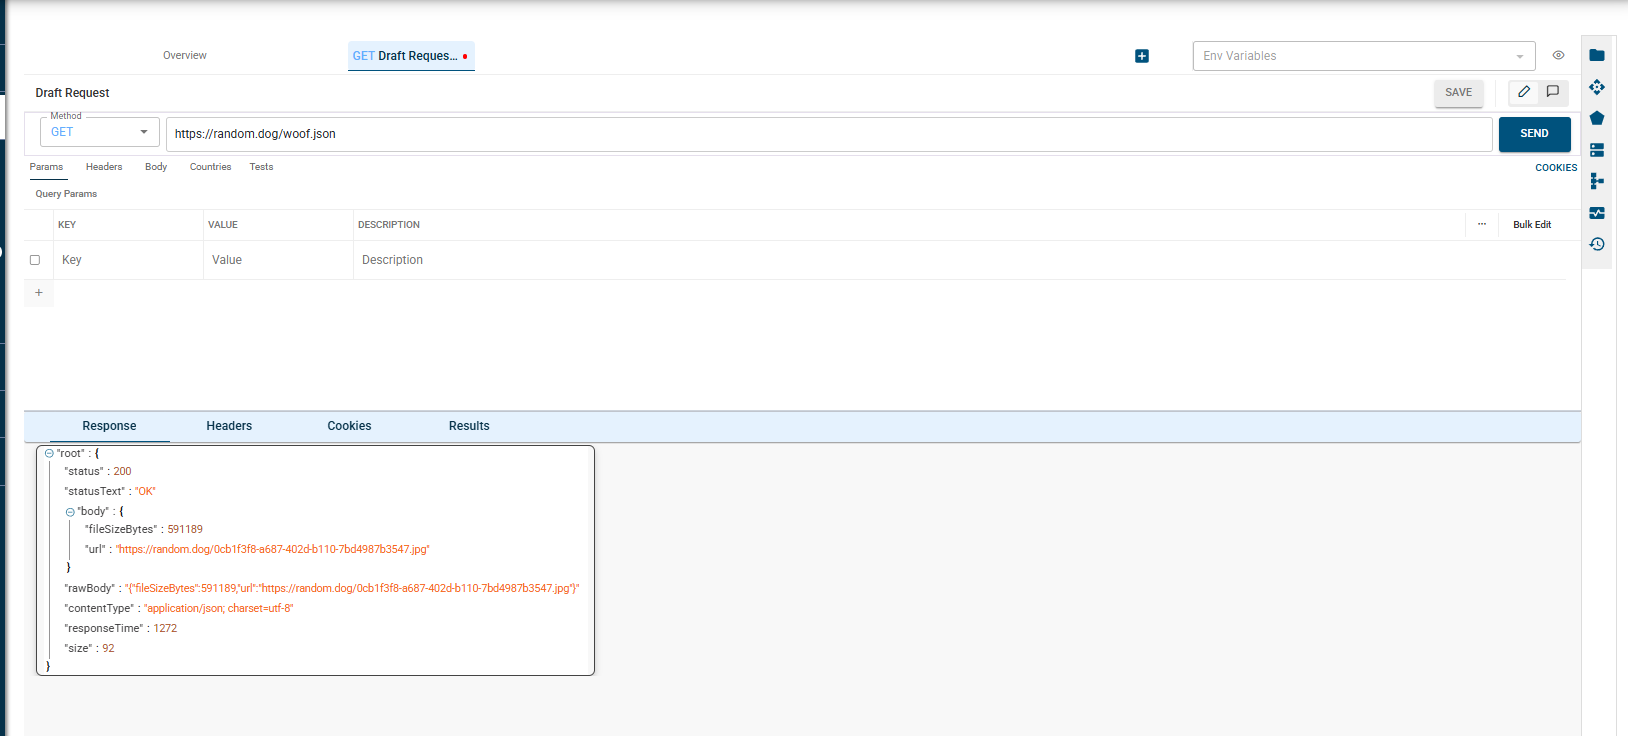 Overview
GET Draft Reques...
Env Variables
Draft Request
SAVE
Method
GET
https://random.dog/woof.json
SEND
Params Headers Body Countries Tests
COOKIES
Query Params
KEY VALUE DESCRIPTION ... Bulk Edit
Key Value Description
+
Response Headers Cookies Results
"root" : {
"status" : 200
"statusText" : "OK"
"body" : {
"fileSizeBytes" : 591189
"url" : "https://random.dog/0cb1f3f8-a687-402d-b110-7bd4987b3547.jpg"
}
"rawBody" : "{"fileSizeBytes":591189,"url":"https://random.dog/0cb1f3f8-a687-402d-b110-7bd4987b3547.jpg"}"
"contentType" : "application/json; charset=utf-8"
"responseTime" : 1272
"size" : 92
}